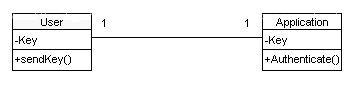 User
-Key
+sendKey()
1
1
Application
-Key
+Authenticate()